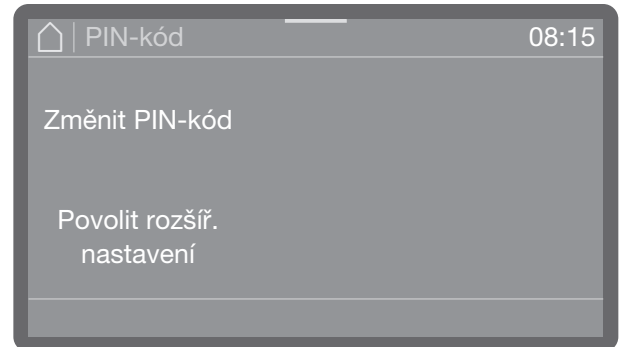 PIN-kód 08:15
Změnit PIN-kód
Povolit rozšíř.
nastavení